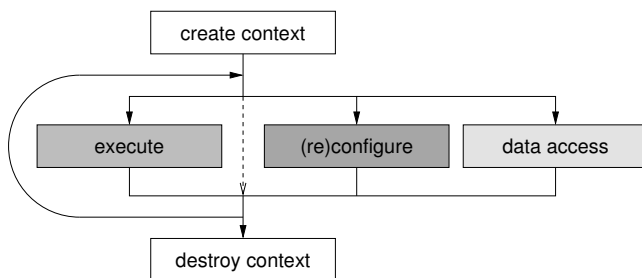 create context
execute
(re)configure
data access
destroy context